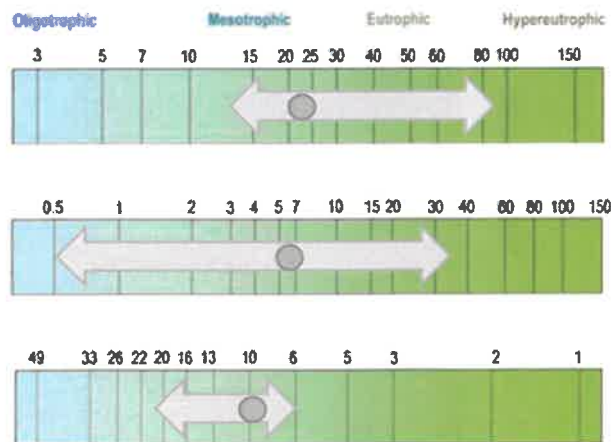 Oligotrophic Mesotrophic Eutrophic Hypereutrophic
3 5 7 10 15 20 25 30 40 50 60 80 100 150
0.5 1 2 3 4 5 7 10 15 20 30 40 60 80 100 150
49 33 26 22 20 16 13 10 6 5 3 2 1